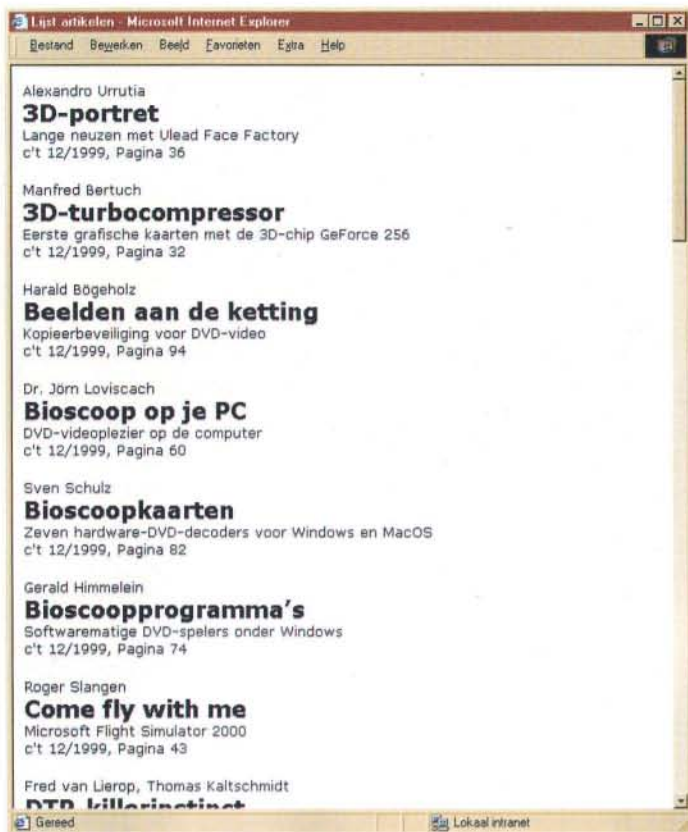 Lijst artikelen - Microsoft Internet Explorer
Bestand Bewerken Beeld Favorieten Extra Help
Alexandro Urrutia
3D-portret
Lange neuzen met Ulead Face Factory
c't 12/1999, Pagina 36
Manfred Bertuch
3D-turbocompressor
Eerste grafische kaarten met de 3D-chip GeForce 256
c't 12/1999, Pagina 32
Harald Bögeholz
Beelden aan de ketting
Kopieerbeveiliging voor DVD-video
c't 12/1999, Pagina 94
Dr. Jörn Loviscach
Bioscoop op je PC
DVD-videoplezier op de computer
c't 12/1999, Pagina 60
Sven Schulz
Bioscoopkaarten
Zeven hardware-DVD-decoders voor Windows en MacOS
c't 12/1999, Pagina 82
Gerald Himmelein
Bioscoopprogramma's
Softwarematige DVD-spelers onder Windows
c't 12/1999, Pagina 74
Roger Slangen
Come fly with me
Microsoft Flight Simulator 2000
c't 12/1999, Pagina 43
Fred van Lierop, Thomas Kaltschmidt
DTP-killerinstinct
Gereed Lokaal intranet